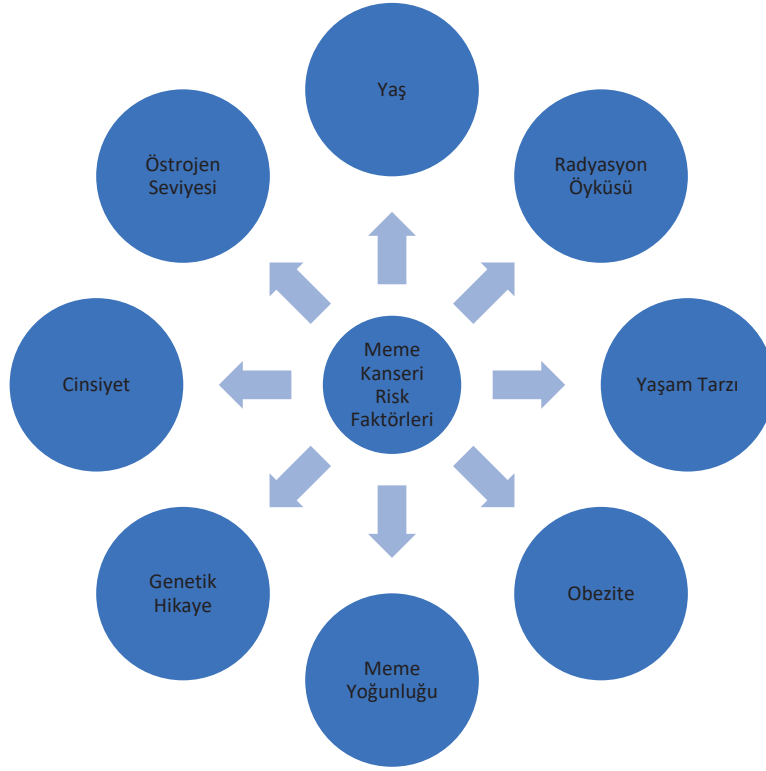 Yaş
Östrojen
Seviyesi
Radyasyon
Öyküsü
Cinsiyet
Meme
Kanseri
Risk
Faktörleri
Yaşam Tarzı
Genetik
Hikaye
Obezite
Meme
Yoğunluğu